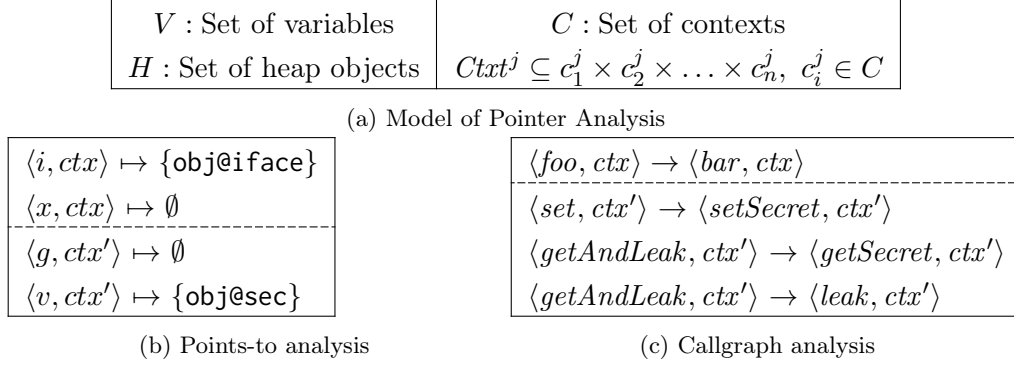 V : Set of variables
C : Set of contexts
H : Set of heap objects
Ctxt^j ⊆ c_1^j × c_2^j × … × c_n^j, c_i^j ∈ C
(a) Model of Pointer Analysis
⟨i, ctx⟩ ↦ {obj@iface}
⟨x, ctx⟩ ↦ ∅
⟨g, ctx′⟩ ↦ ∅
⟨v, ctx′⟩ ↦ {obj@sec}
(b) Points-to analysis
⟨foo, ctx⟩ → ⟨bar, ctx⟩
⟨set, ctx′⟩ → ⟨setSecret, ctx′⟩
⟨getAndLeak, ctx′⟩ → ⟨getSecret, ctx′⟩
⟨getAndLeak, ctx′⟩ → ⟨leak, ctx′⟩
(c) Callgraph analysis